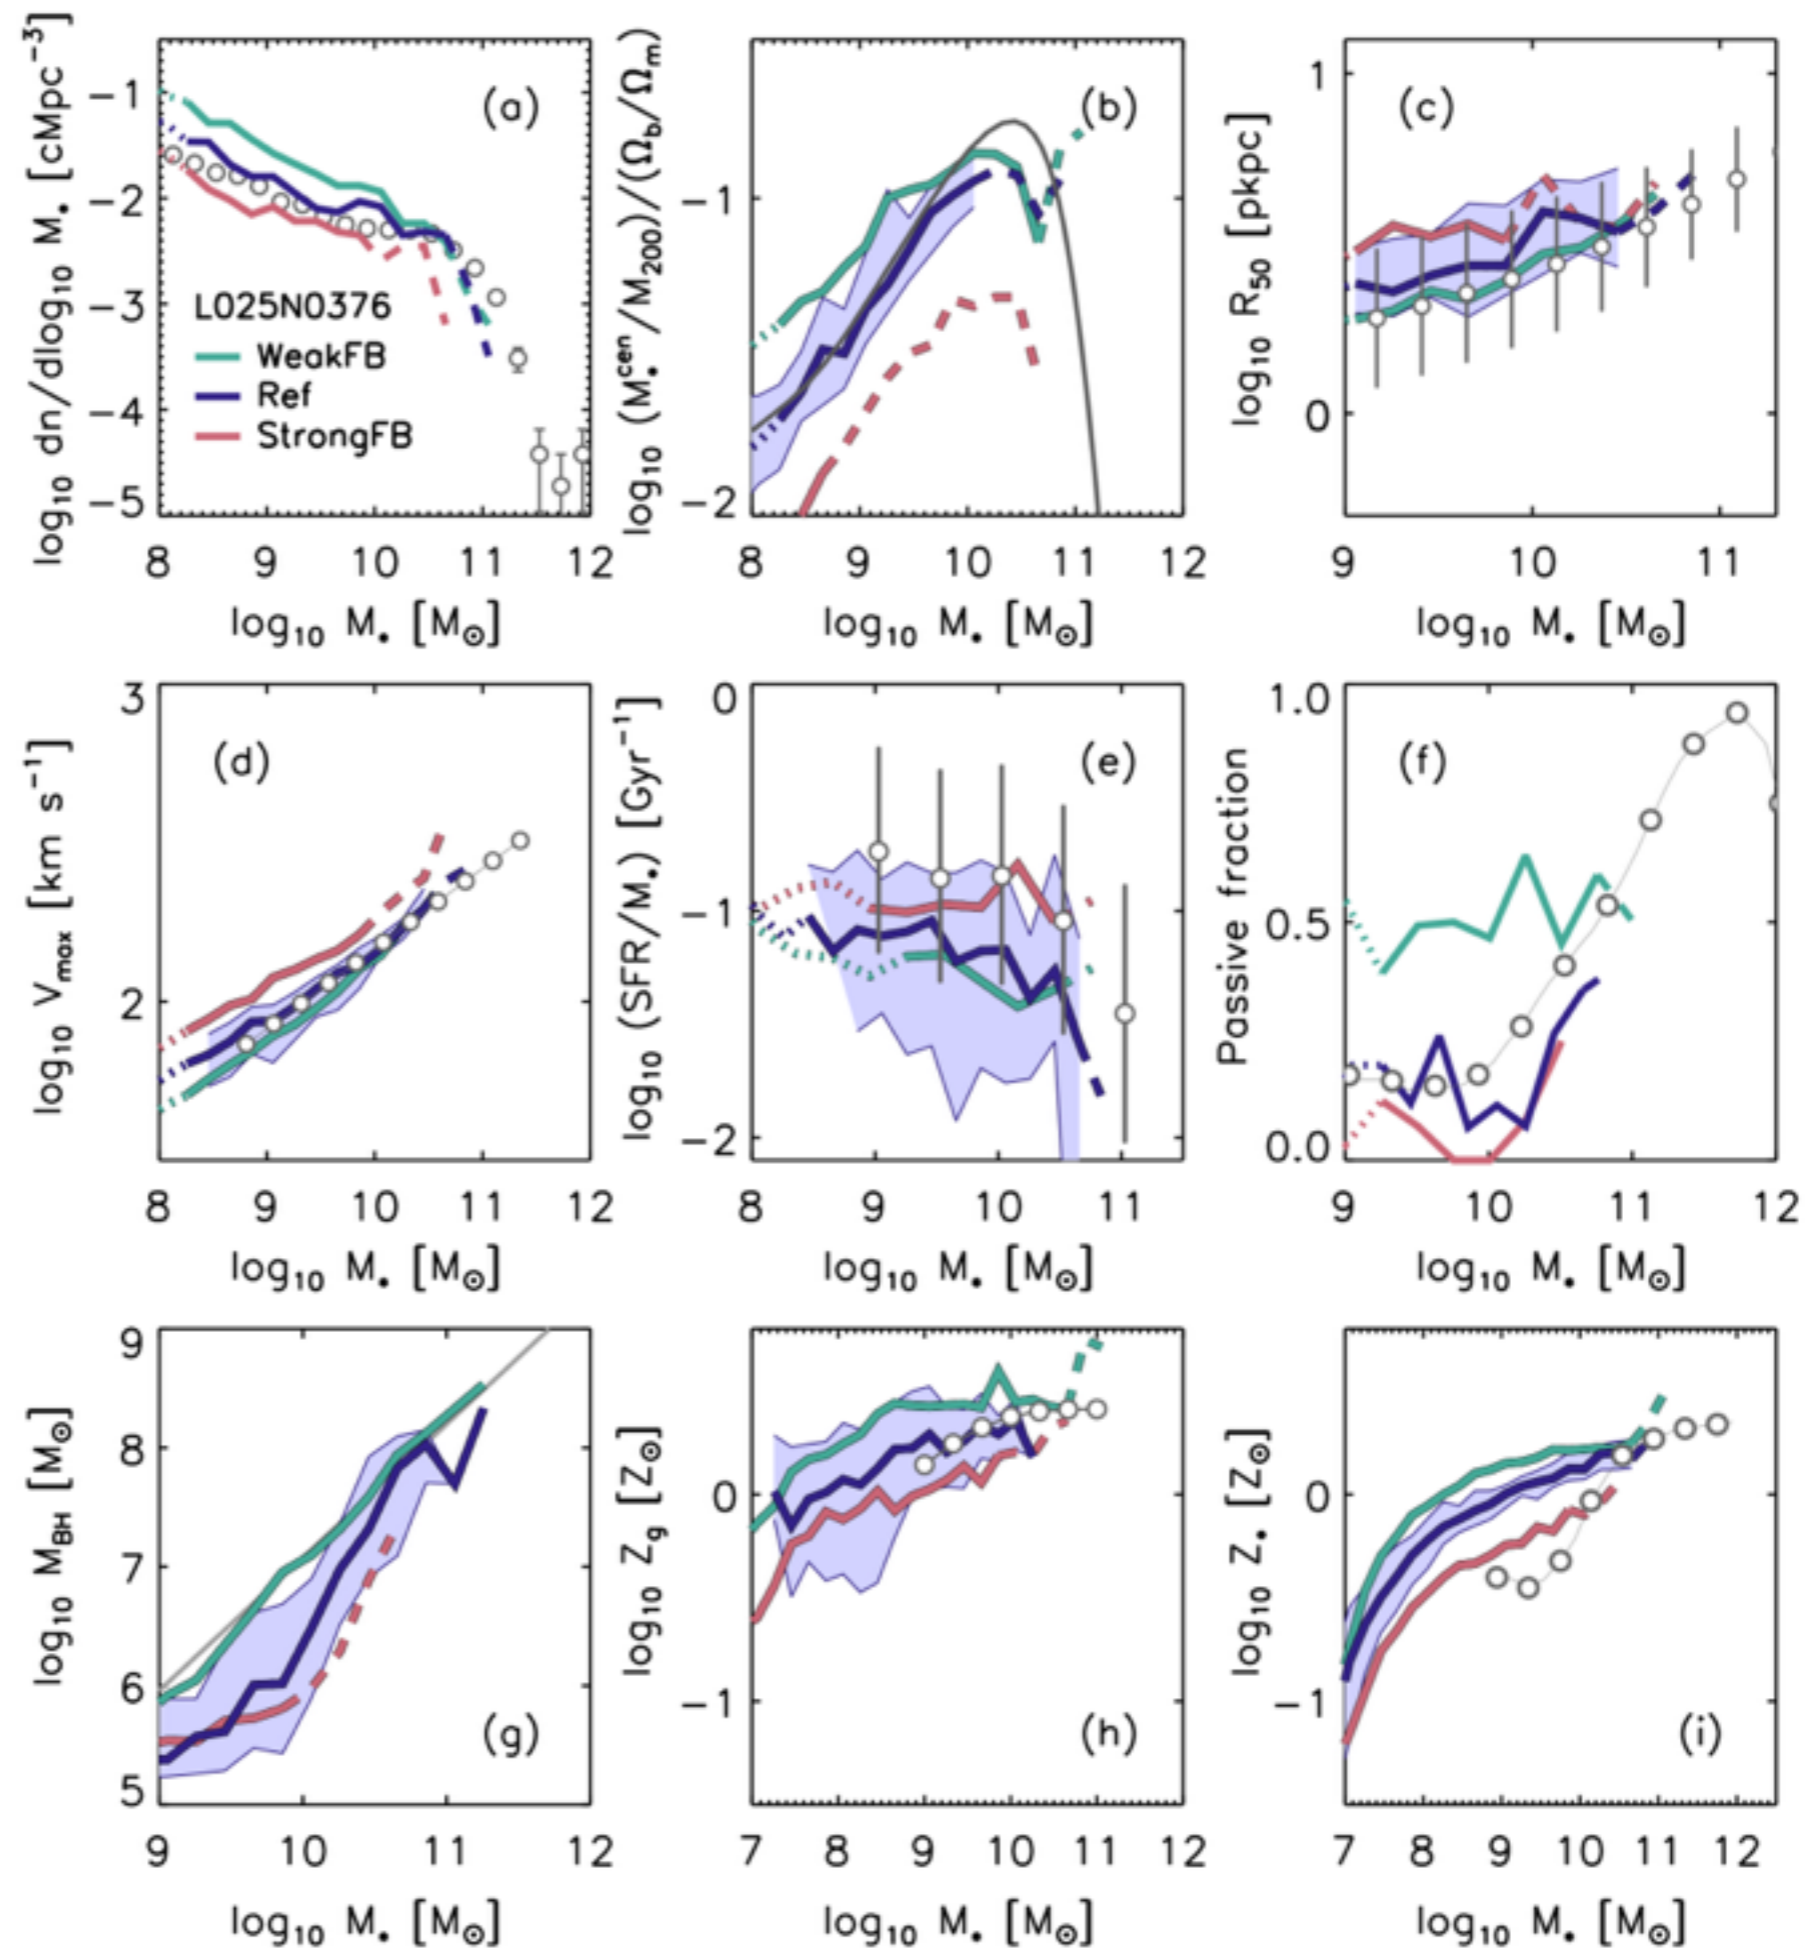 log₁₀ dn/dlog₁₀ M. [cMpc⁻³]
−1
−2
−3
−4
−5
(a)
L025N0376
WeakFB
Ref
StrongFB
8 9 10 11 12
log₁₀ M. [M⊙]
log₁₀ (M.ᶜᵉⁿ/M₂₀₀)/(Ω_b/Ω_m)
−1
−2
(b)
8 9 10 11 12
log₁₀ M. [M⊙]
log₁₀ R₅₀ [pkpc]
1
0
(c)
9 10 11
log₁₀ M. [M⊙]
log₁₀ V_max [km s⁻¹]
3
2
(d)
8 9 10 11 12
log₁₀ M. [M⊙]
log₁₀ (SFR/M.) [Gyr⁻¹]
0
−1
−2
(e)
8 9 10 11
log₁₀ M. [M⊙]
Passive fraction
1.0
0.5
0.0
(f)
9 10 11 12
log₁₀ M. [M⊙]
log₁₀ M_BH [M⊙]
9
8
7
6
5
(g)
9 10 11 12
log₁₀ M. [M⊙]
log₁₀ Z_g [Z⊙]
0
−1
(h)
7 8 9 10 11 12
log₁₀ M. [M⊙]
log₁₀ Z. [Z⊙]
0
−1
(i)
7 8 9 10 11 12
log₁₀ M. [M⊙]